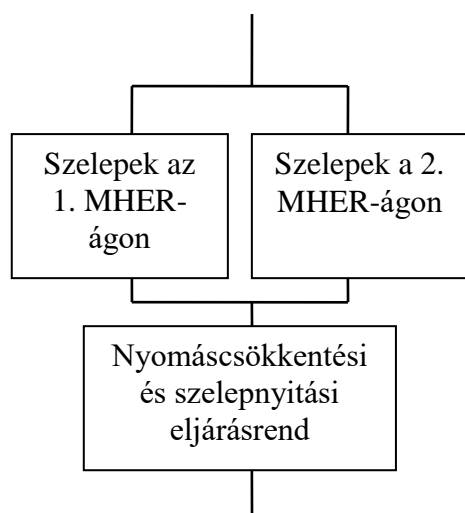 Szelepek az
1. MHER-
ágon
Szelepek a 2.
MHER-ágon
Nyomáscsökkentési
és szelepnyitási
eljárásrend